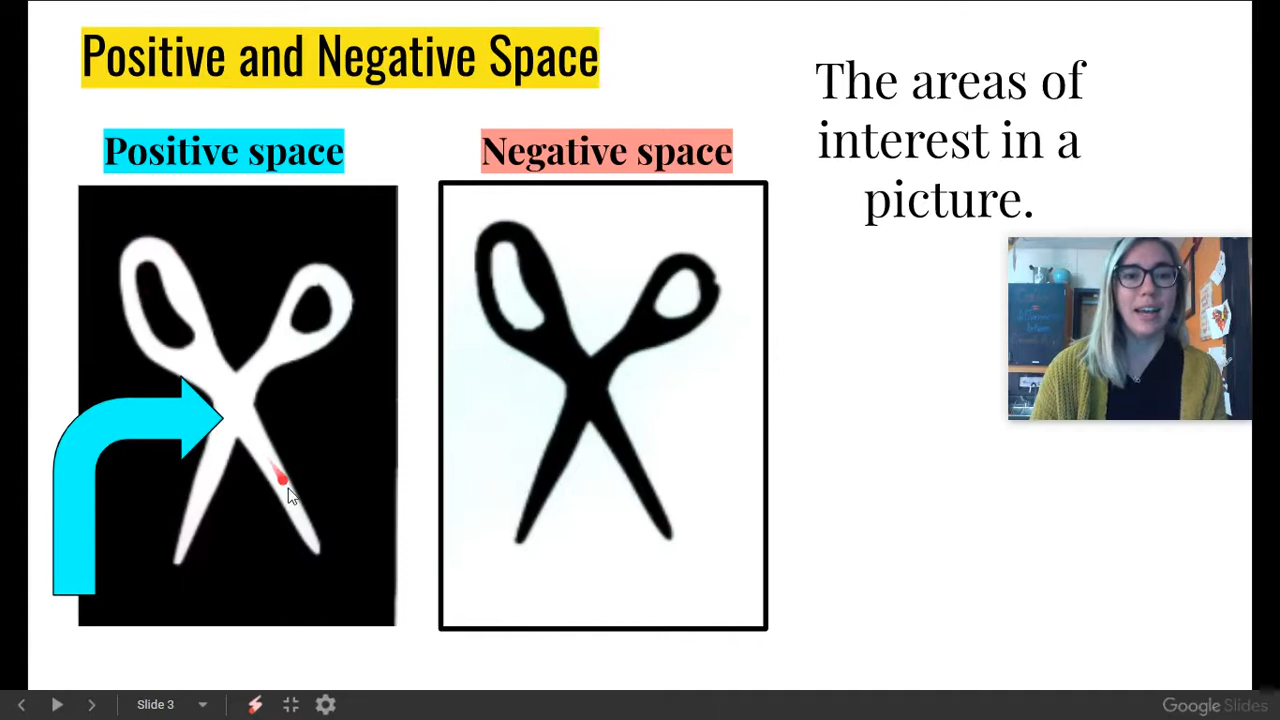 Positive and Negative Space
Positive space
Negative space
The areas of
interest in a
picture.
Slide 3
Google Slides